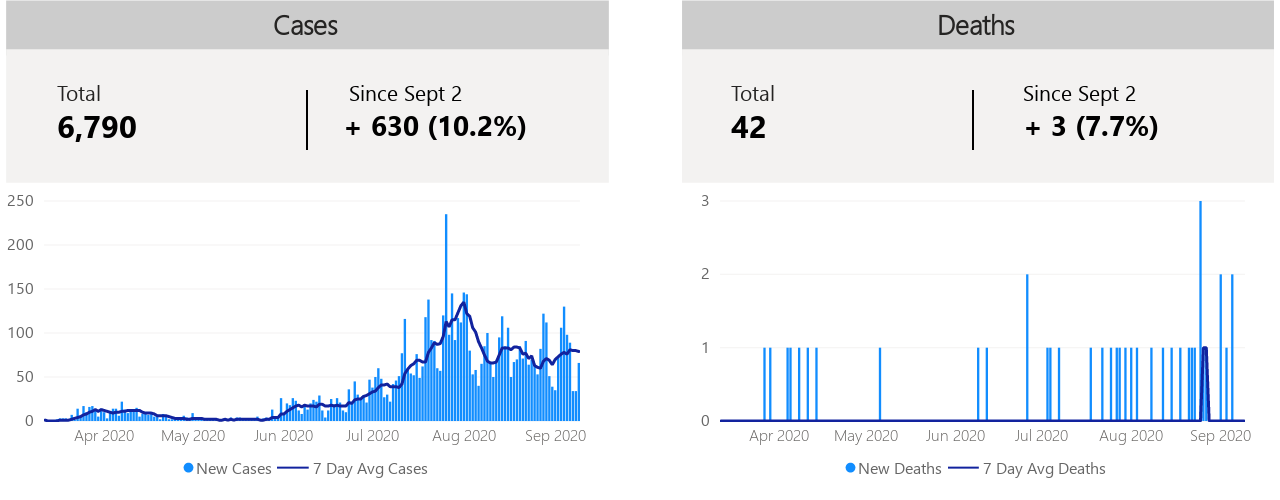 Cases
Total
6,790
Since Sept 2
+ 630 (10.2%)
250
200
150
100
50
0
Apr 2020 May 2020 Jun 2020 Jul 2020 Aug 2020 Sep 2020
New Cases 7 Day Avg Cases
Deaths
Total
42
Since Sept 2
+ 3 (7.7%)
3
2
1
0
Apr 2020 May 2020 Jun 2020 Jul 2020 Aug 2020 Sep 2020
New Deaths 7 Day Avg Deaths